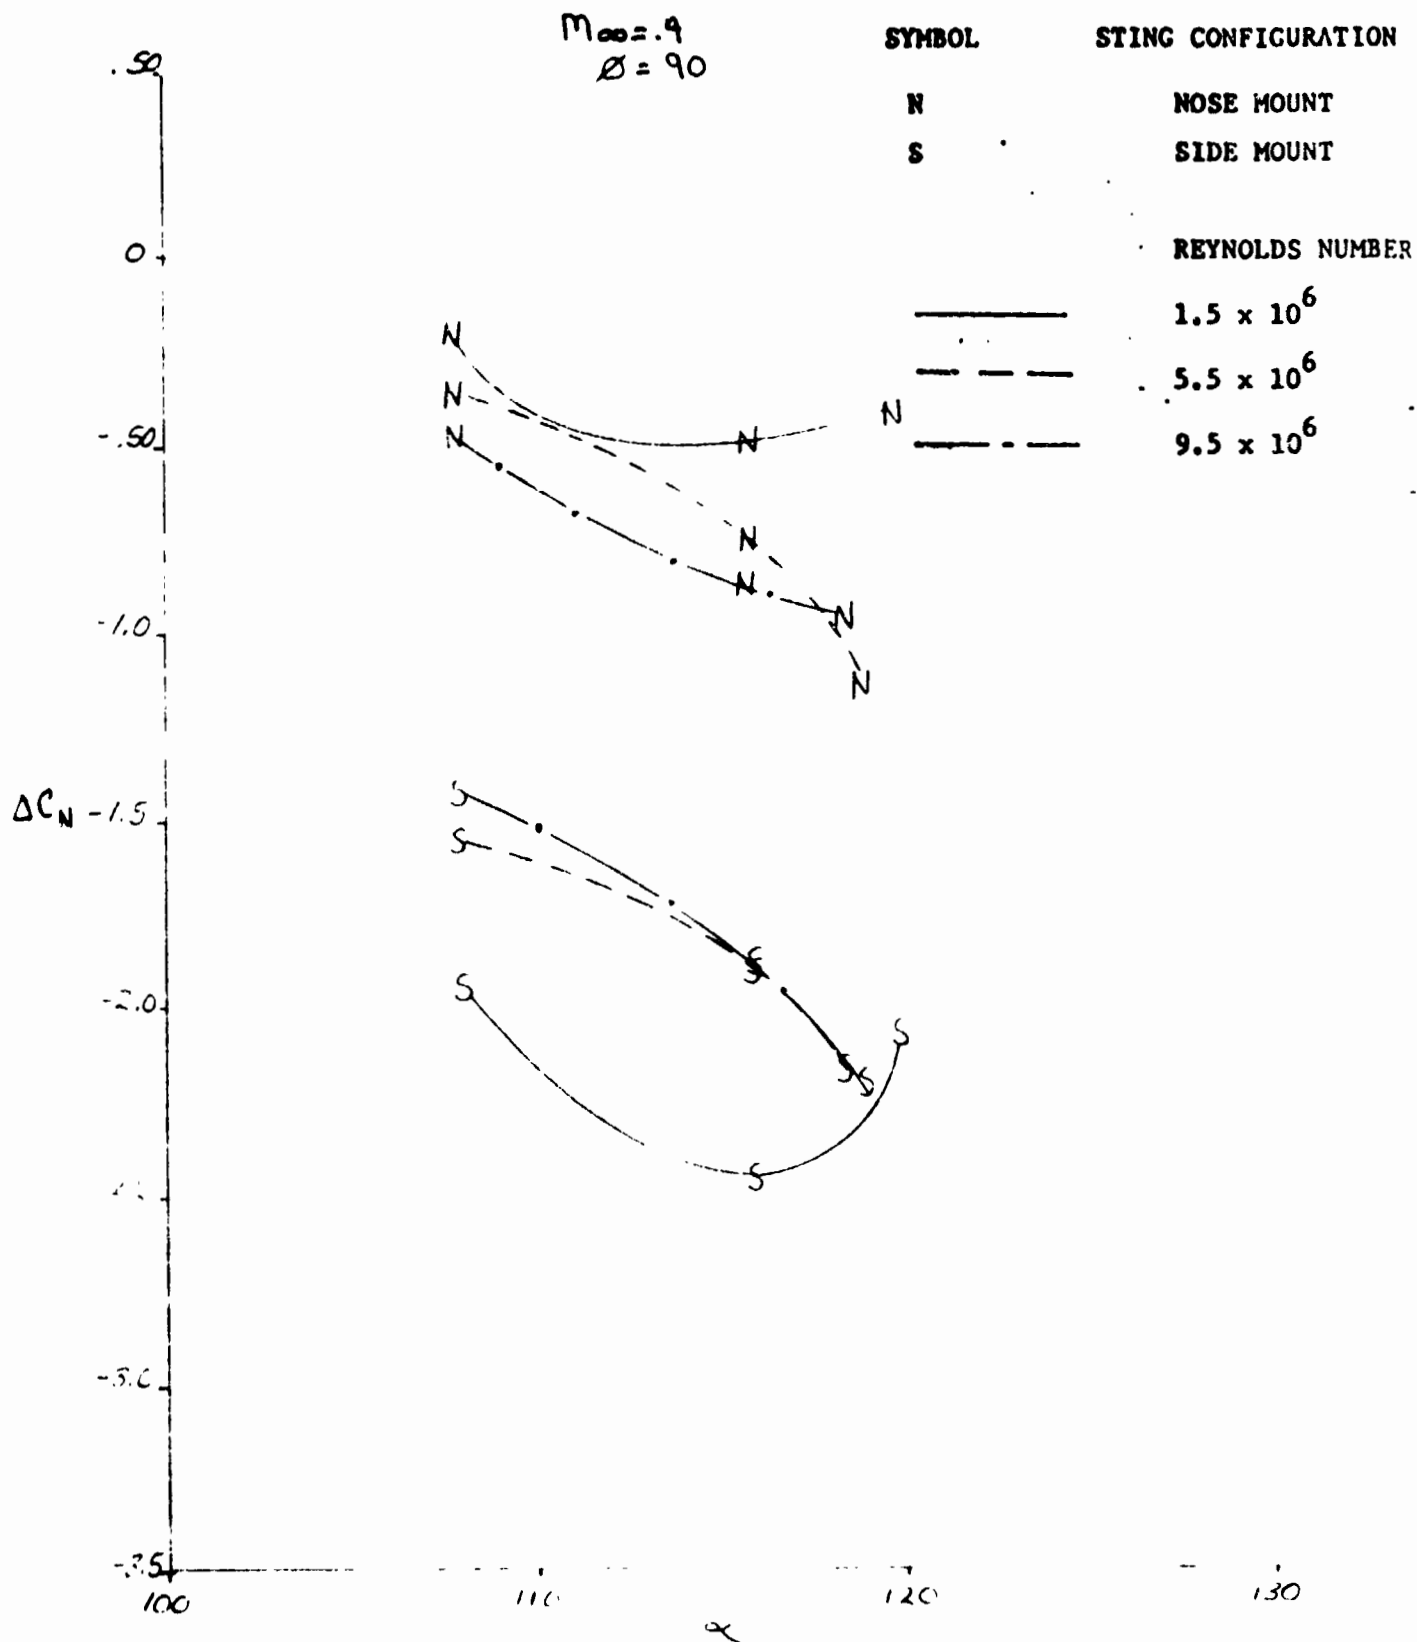 M∞=.9
Ø = 90
SYMBOL STING CONFIGURATION
N NOSE MOUNT
S SIDE MOUNT
REYNOLDS NUMBER
1.5 x 10^6
5.5 x 10^6
9.5 x 10^6
.50
0
-.50
-1.0
ΔC_N -1.5
-2.0
-3.0
-3.5
100 110 120 130
α
N
N
N
N
N
N
N
N
N
S
S
S
S
S
S
S
S
S